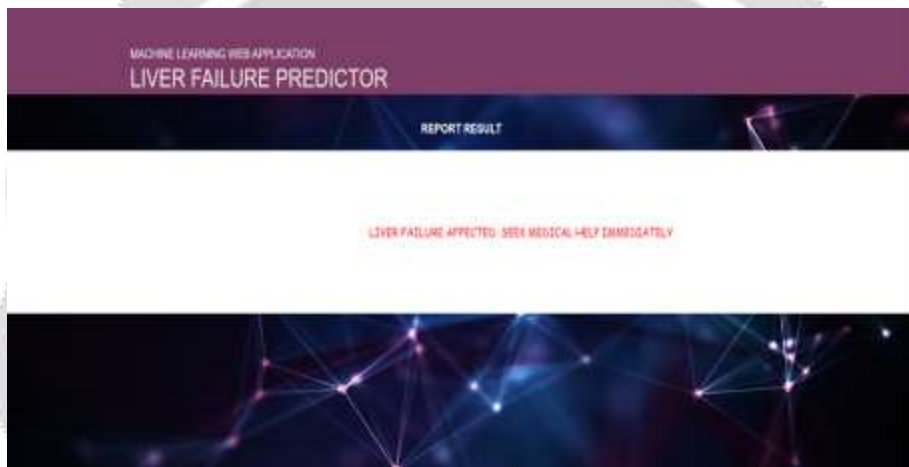 MACHINE LEARNING WEB APPLICATION
LIVER FAILURE PREDICTOR
REPORT RESULT
LIVER FAILURE AFFECTED. SEEK MEDICAL HELP IMMEDIATELY